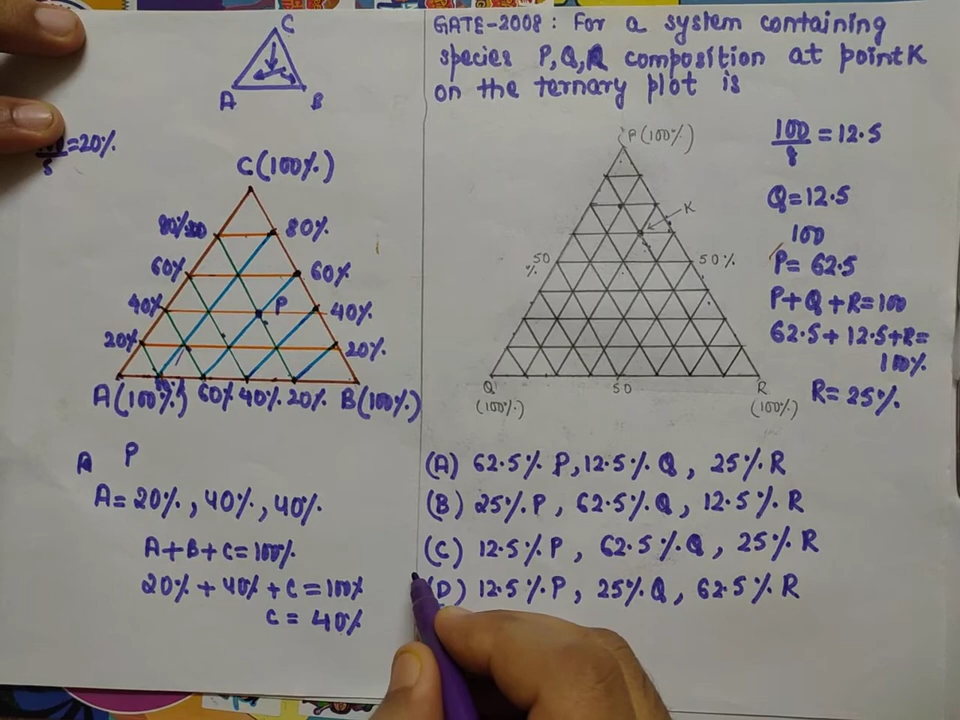 C
A B
100/5 =20%
C(100%)
80%
80%
60%
60%
40%
P
40%
20%
20%
A(100%) 60% 40% 20% B(100%)
A P
A=20%, 40%, 40%
A+B+C=100%
20% + 40% + C = 100%
C = 40%
GATE-2008: For a system containing
species P,Q,R composition at point K
on the ternary plot is
P(100%)
K
50
%
50%
Q
(100%)
50
R
(100%)
100/8 = 12.5
Q=12.5
100
P= 62.5
P+Q+R=100
62.5+12.5+R=
100%
R=25%
(A) 62.5% P, 12.5% Q, 25% R
(B) 25% P, 62.5% Q, 12.5% R
(C) 12.5% P, 62.5% Q, 25% R
(D) 12.5% P, 25% Q, 62.5% R